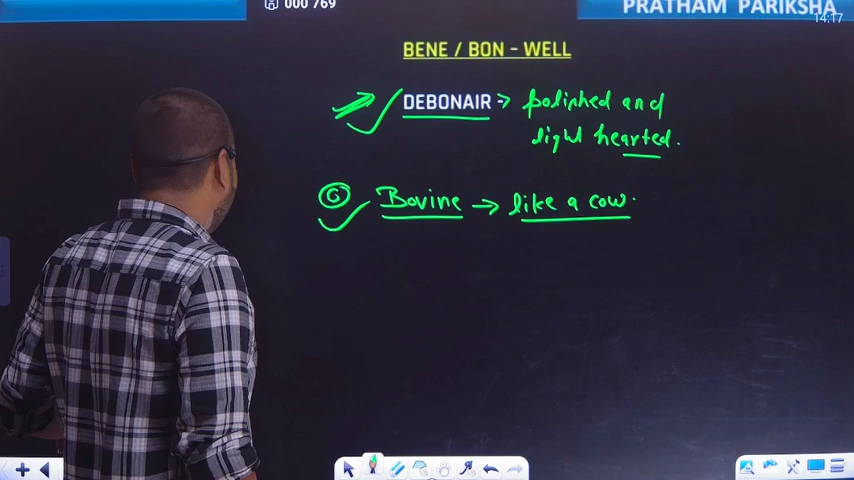 000 769
PRATHAM PARIKSHA
14:17
BENE / BON - WELL
DEBONAIR -> polished and
light hearted.
6 Bovine -> like a cow.